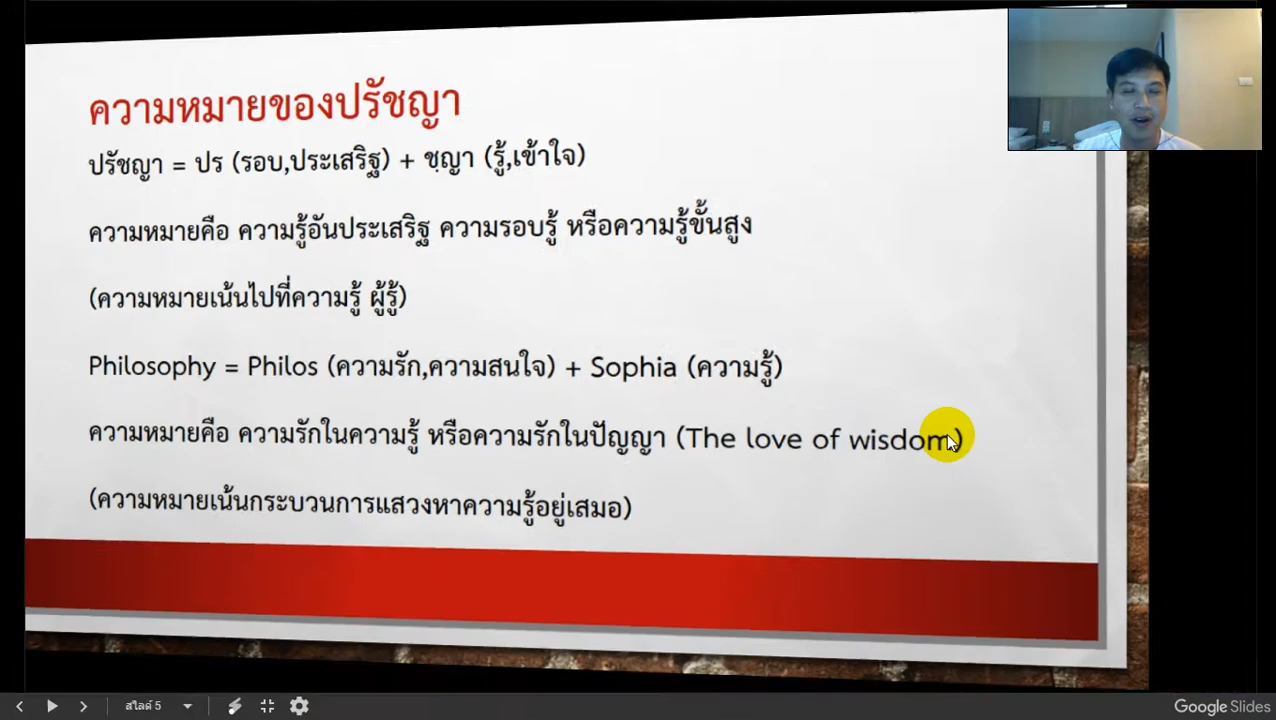 ความหมายของปรัชญา
ปรัชญา = ปร (รอบ,ประเสริฐ) + ชฺญา (รู้,เข้าใจ)
ความหมายคือ ความรู้อันประเสริฐ ความรอบรู้ หรือความรู้ขั้นสูง
(ความหมายเน้นไปที่ความรู้ ผู้รู้)
Philosophy = Philos (ความรัก,ความสนใจ) + Sophia (ความรู้)
ความหมายคือ ความรักในความรู้ หรือความรักในปัญญา (The love of wisdom)
(ความหมายเน้นกระบวนการแสวงหาความรู้อยู่เสมอ)
สไลด์ 5
Google Slides